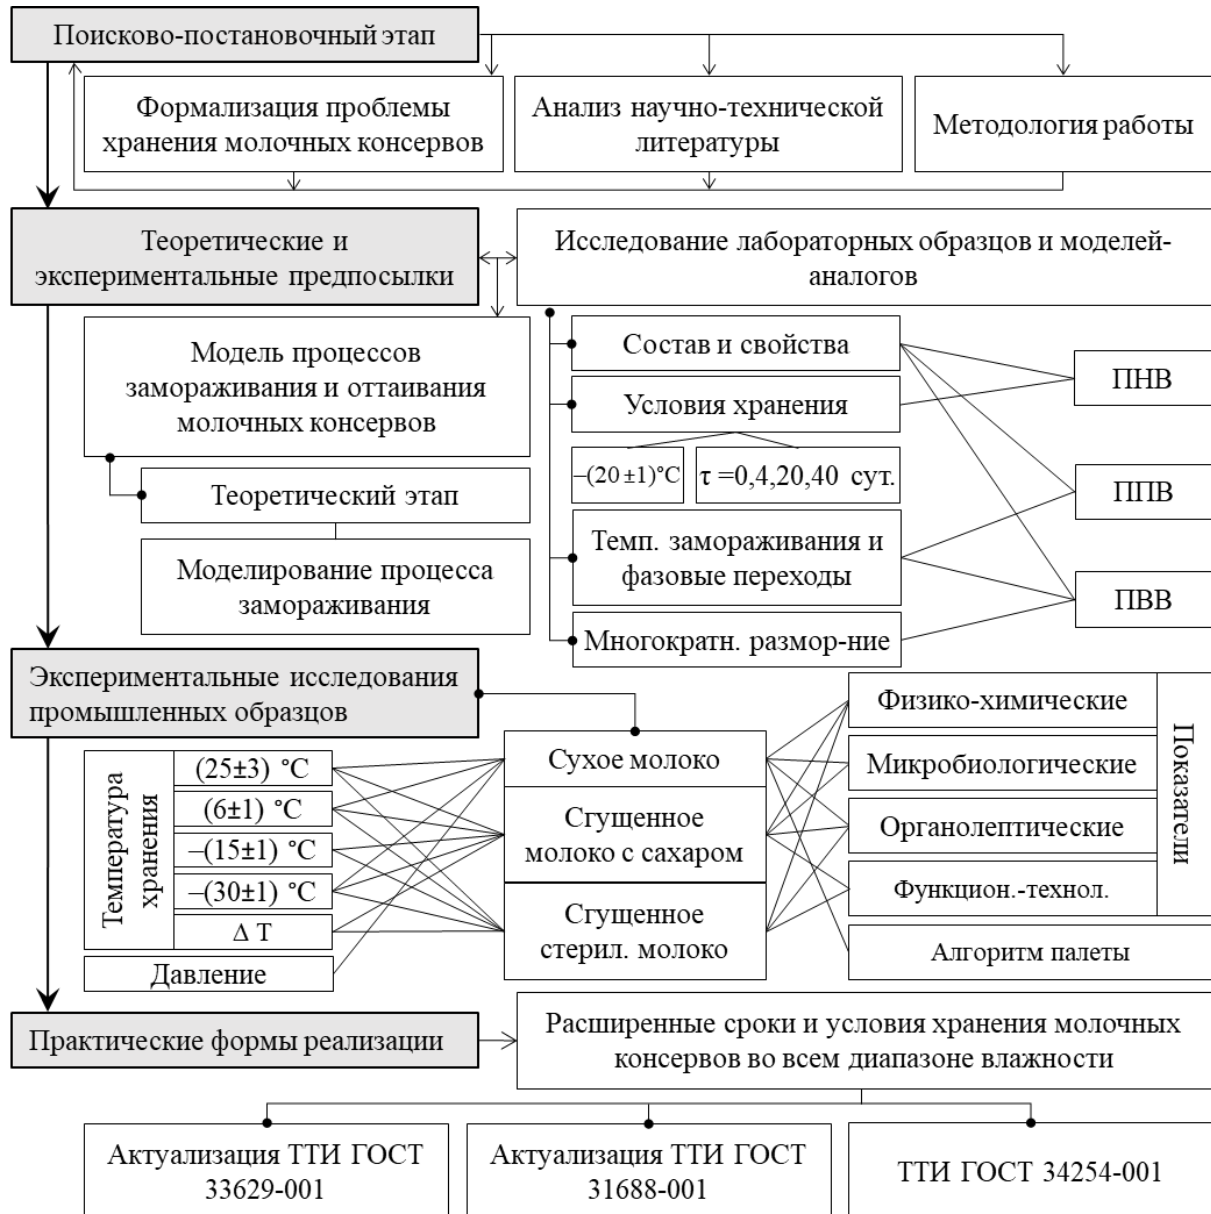 Поисково-постановочный этап
Формализация проблемы
хранения молочных консервов
Анализ научно-технической
литературы
Методология работы
Теоретические и
экспериментальные предпосылки
Исследование лабораторных образцов и моделей-
аналогов
Модель процессов
замораживания и оттаивания
молочных консервов
Теоретический этап
Моделирование процесса
замораживания
Состав и свойства
Условия хранения
–(20 ±1)°C
τ =0,4,20,40 сут.
Темп. замораживания и
фазовые переходы
Многократн. размор-ние
ПНВ
ППВ
ПВВ
Экспериментальные исследования
промышленных образцов
Температура
хранения
(25±3) °C
(6±1) °C
–(15±1) °C
–(30±1) °C
Δ T
Давление
Сухое молоко
Сгущенное
молоко с сахаром
Сгущенное
стерил. молоко
Физико-химические
Микробиологические
Органолептические
Функцион.-технол.
Показатели
Алгоритм палеты
Практические формы реализации
Расширенные сроки и условия хранения молочных
консервов во всем диапазоне влажности
Актуализация ТТИ ГОСТ
33629-001
Актуализация ТТИ ГОСТ
31688-001
ТТИ ГОСТ 34254-001